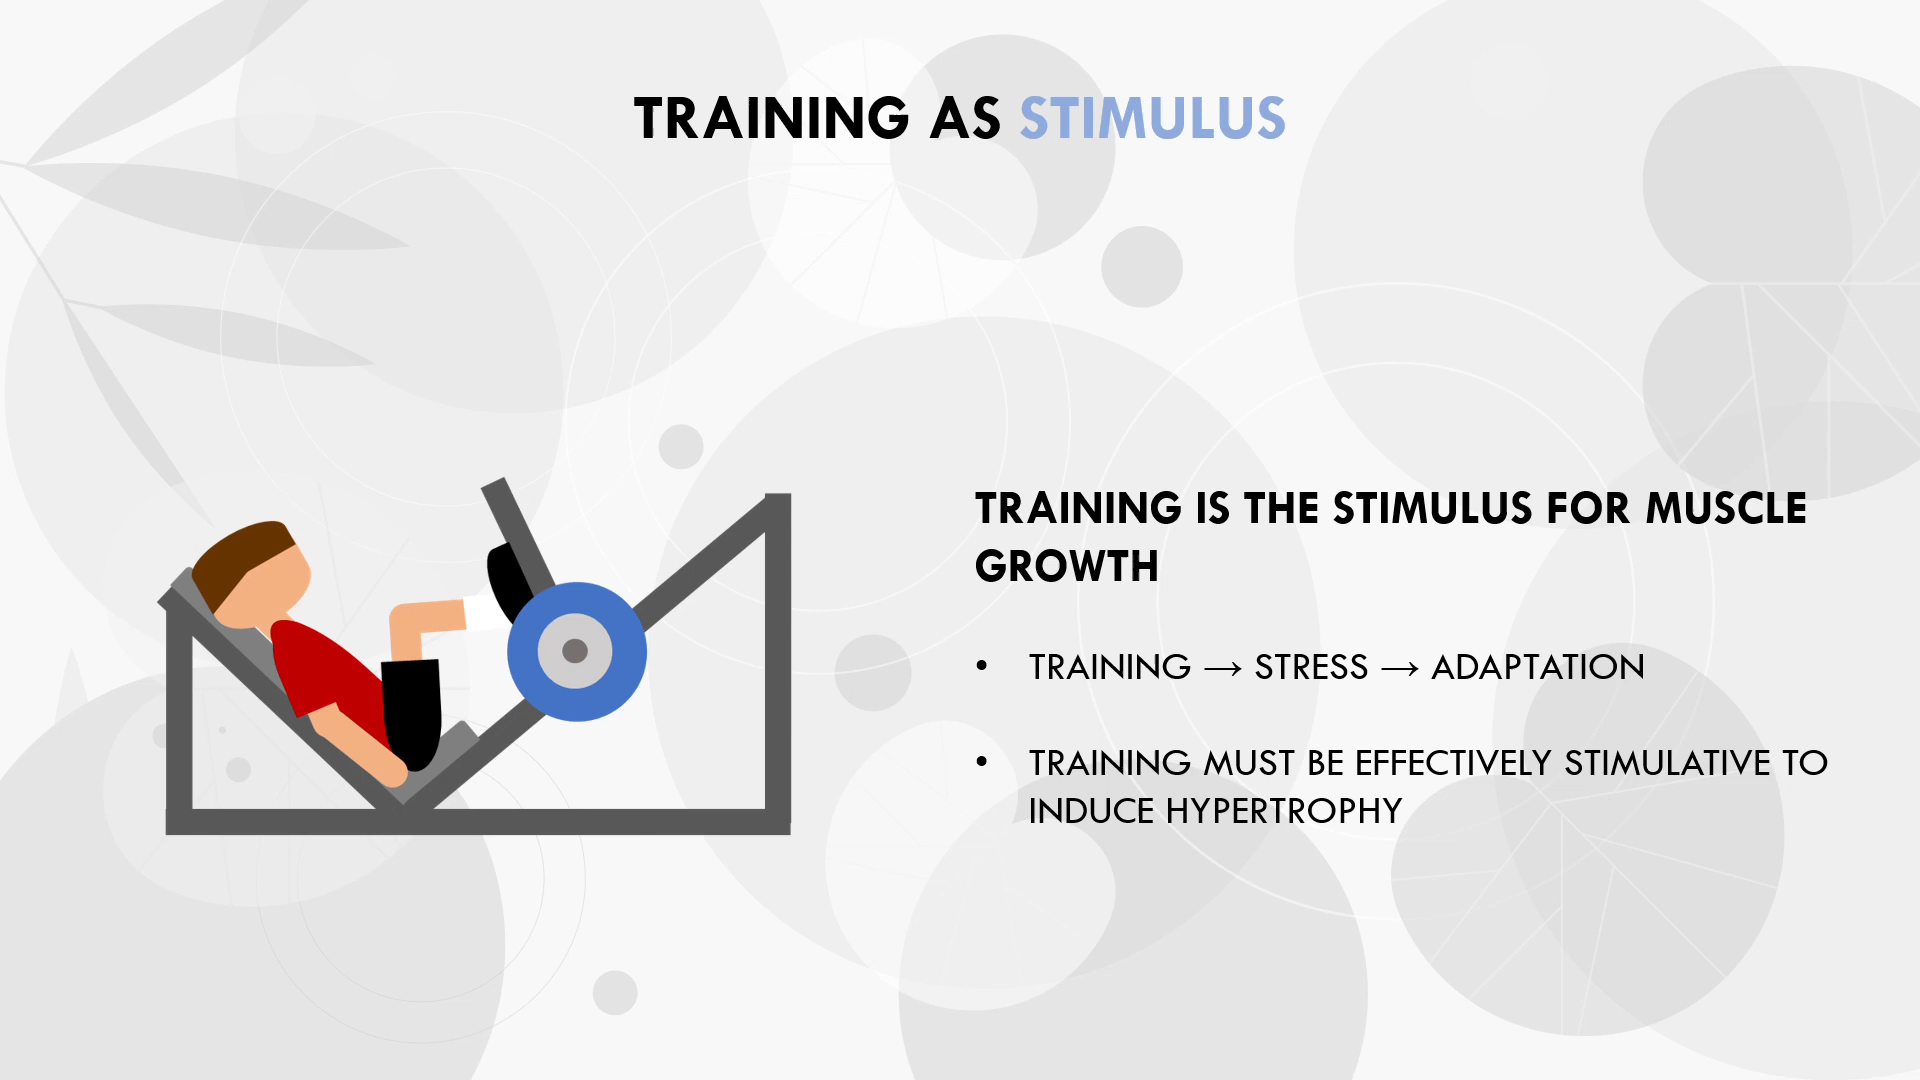 TRAINING AS STIMULUS
TRAINING IS THE STIMULUS FOR MUSCLE
GROWTH
• TRAINING → STRESS → ADAPTATION
• TRAINING MUST BE EFFECTIVELY STIMULATIVE TO
INDUCE HYPERTROPHY